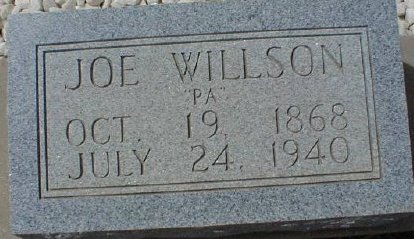 JOE WILLSON
"PA"
OCT. 19. 1868
JULY 24. 1940